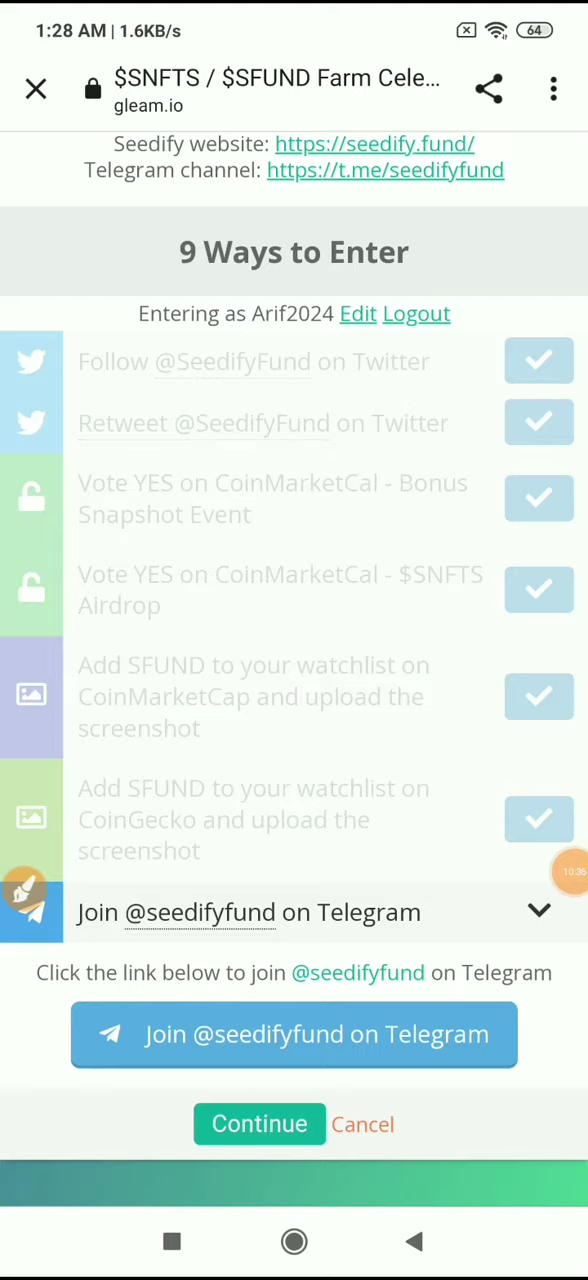 1:28 AM | 1.6KB/s
64
$SNFTS / $SFUND Farm Cele...
gleam.io
Seedify website: https://seedify.fund/
Telegram channel: https://t.me/seedifyfund
9 Ways to Enter
Entering as Arif2024 Edit Logout
Follow @SeedifyFund on Twitter
Retweet @SeedifyFund on Twitter
Vote YES on CoinMarketCal - Bonus
Snapshot Event
Vote YES on CoinMarketCal - $SNFTS
Airdrop
Add SFUND to your watchlist on
CoinMarketCap and upload the
screenshot
Add SFUND to your watchlist on
CoinGecko and upload the
screenshot
10:36
Join @seedifyfund on Telegram
Click the link below to join @seedifyfund on Telegram
Join @seedifyfund on Telegram
Continue Cancel